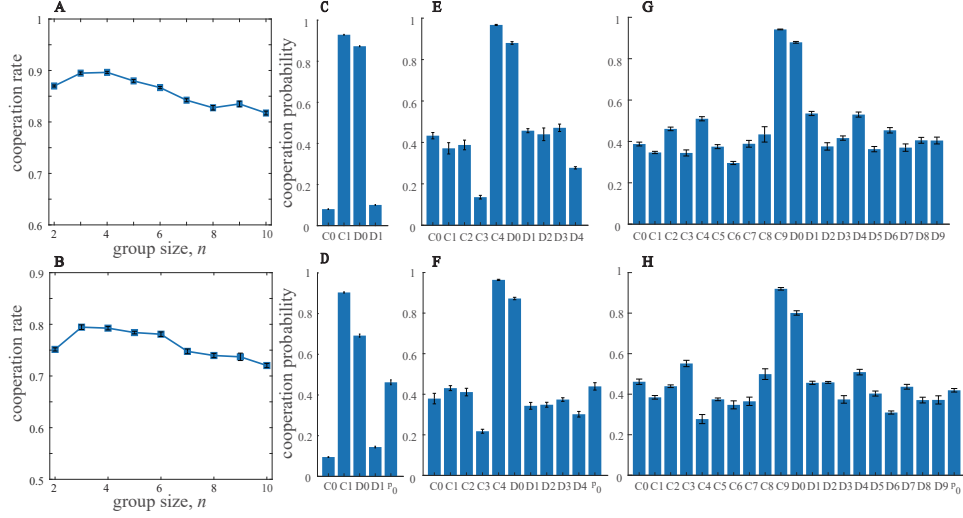 A
1
0.9
0.8
0.7
0.6
cooperation rate
2 4 6 8 10
group size, n
B
0.9
0.8
0.7
0.6
0.5
cooperation rate
2 4 6 8 10
group size, n
C
1
0.8
0.6
0.4
0.2
0
cooperation probability
C0 C1 D0 D1
D
1
0.8
0.6
0.4
0.2
0
cooperation probability
C0 C1 D0 D1 p0
E
1
0.8
0.6
0.4
0.2
0
C0 C1 C2 C3 C4 D0 D1 D2 D3 D4
F
1
0.8
0.6
0.4
0.2
0
C0 C1 C2 C3 C4 D0 D1 D2 D3 D4 p0
G
1
0.8
0.6
0.4
0.2
0
C0 C1 C2 C3 C4 C5 C6 C7 C8 C9 D0 D1 D2 D3 D4 D5 D6 D7 D8 D9
H
1
0.8
0.6
0.4
0.2
0
C0 C1 C2 C3 C4 C5 C6 C7 C8 C9 D0 D1 D2 D3 D4 D5 D6 D7 D8 D9 p0